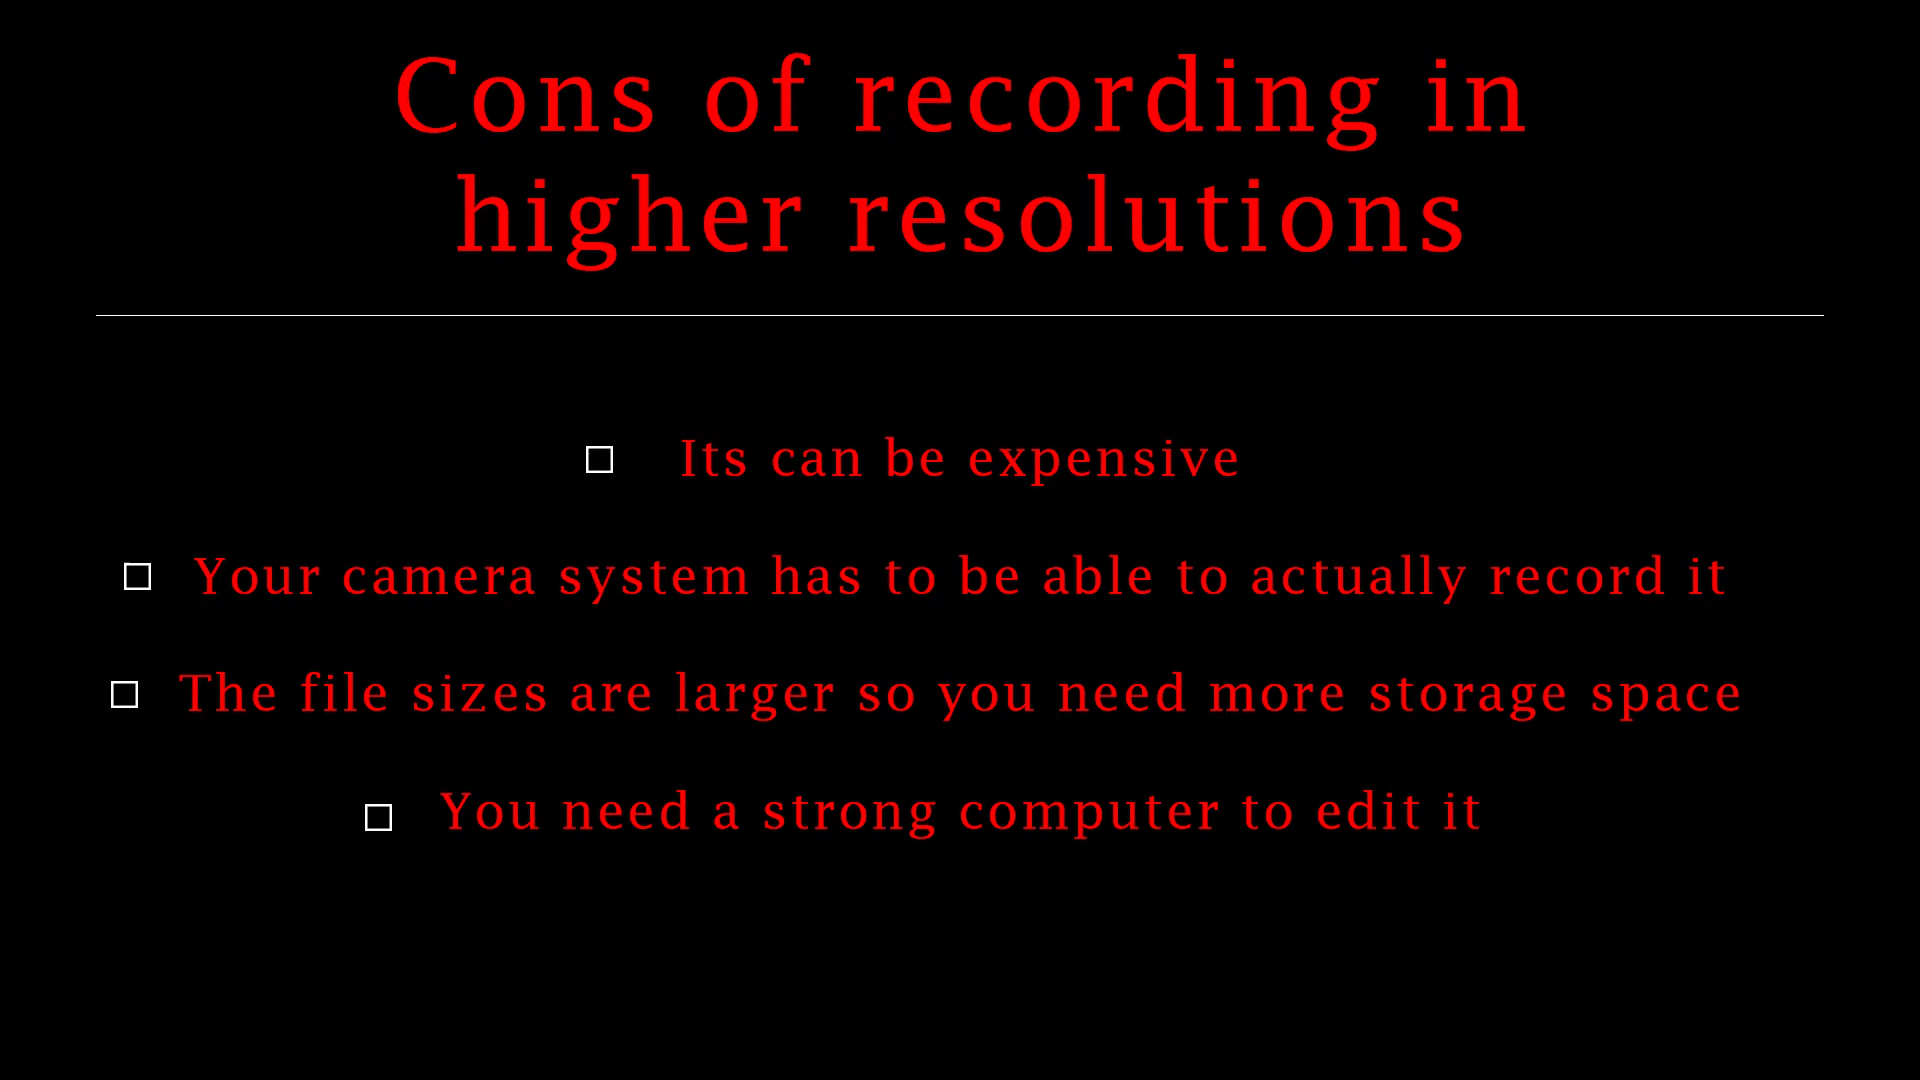 Cons of recording in
higher resolutions
Its can be expensive
Your camera system has to be able to actually record it
The file sizes are larger so you need more storage space
You need a strong computer to edit it